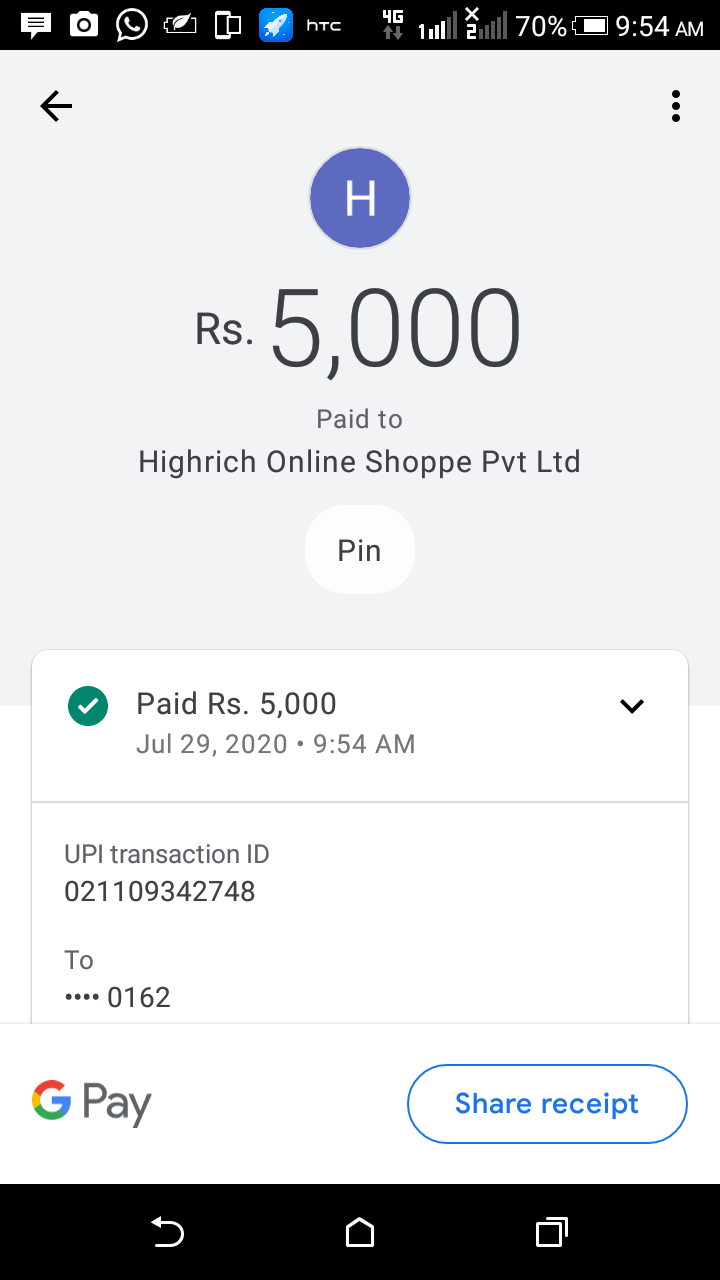 hTC 4G 1 2 70% 9:54 AM
H
Rs. 5,000
Paid to
Highrich Online Shoppe Pvt Ltd
Pin
Paid Rs. 5,000
Jul 29, 2020 • 9:54 AM
UPI transaction ID
021109342748
To
•••• 0162
G Pay
Share receipt